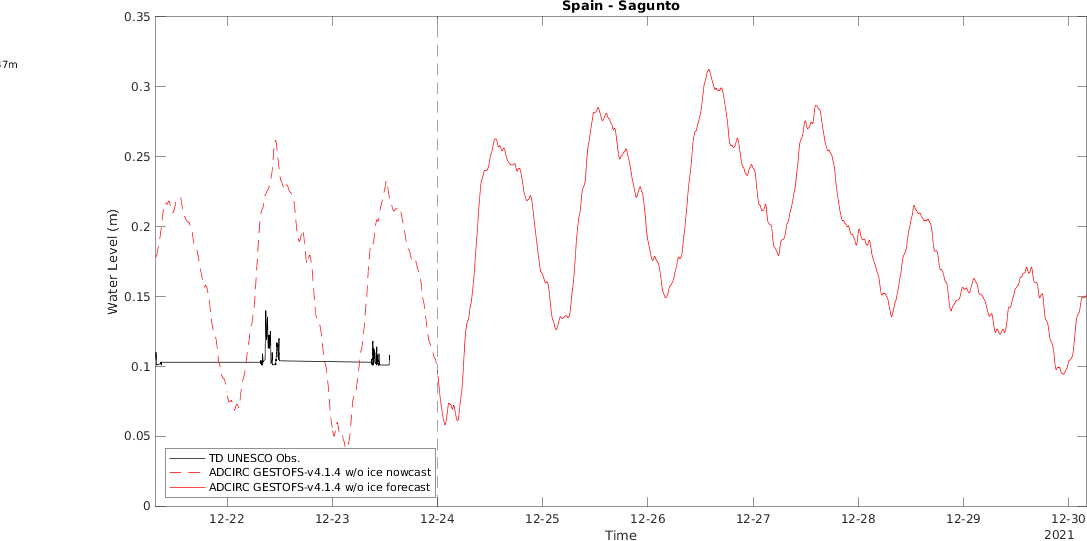 Spain - Sagunto
37m
0.35
0.3
0.25
0.2
0.15
0.1
0.05
0
Water Level (m)
TD UNESCO Obs.
ADCIRC GESTOFS-v4.1.4 w/o ice nowcast
ADCIRC GESTOFS-v4.1.4 w/o ice forecast
12-22 12-23 12-24 12-25 12-26 12-27 12-28 12-29 12-30
Time
2021